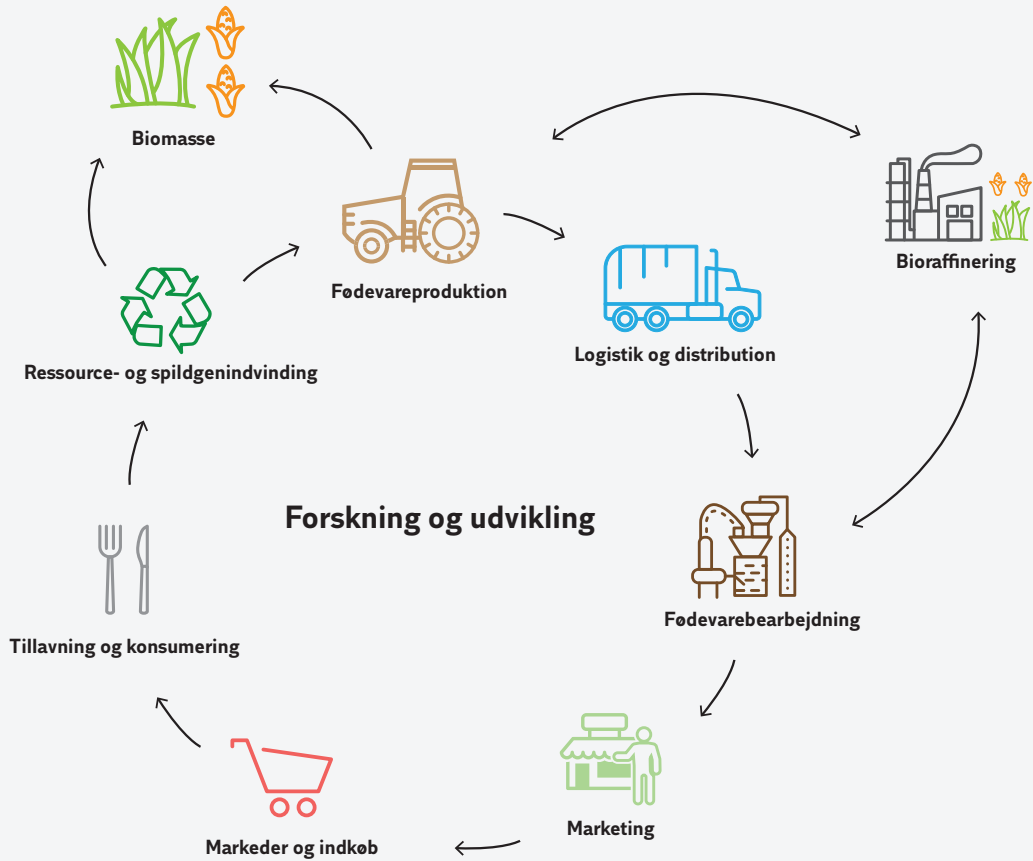 Biomasse
Bioraffinering
Fødevareproduktion
Logistik og distribution
Ressource- og spildgenindvinding
Forskning og udvikling
Fødevarebearbejdning
Tillavning og konsumering
Marketing
Markeder og indkøb